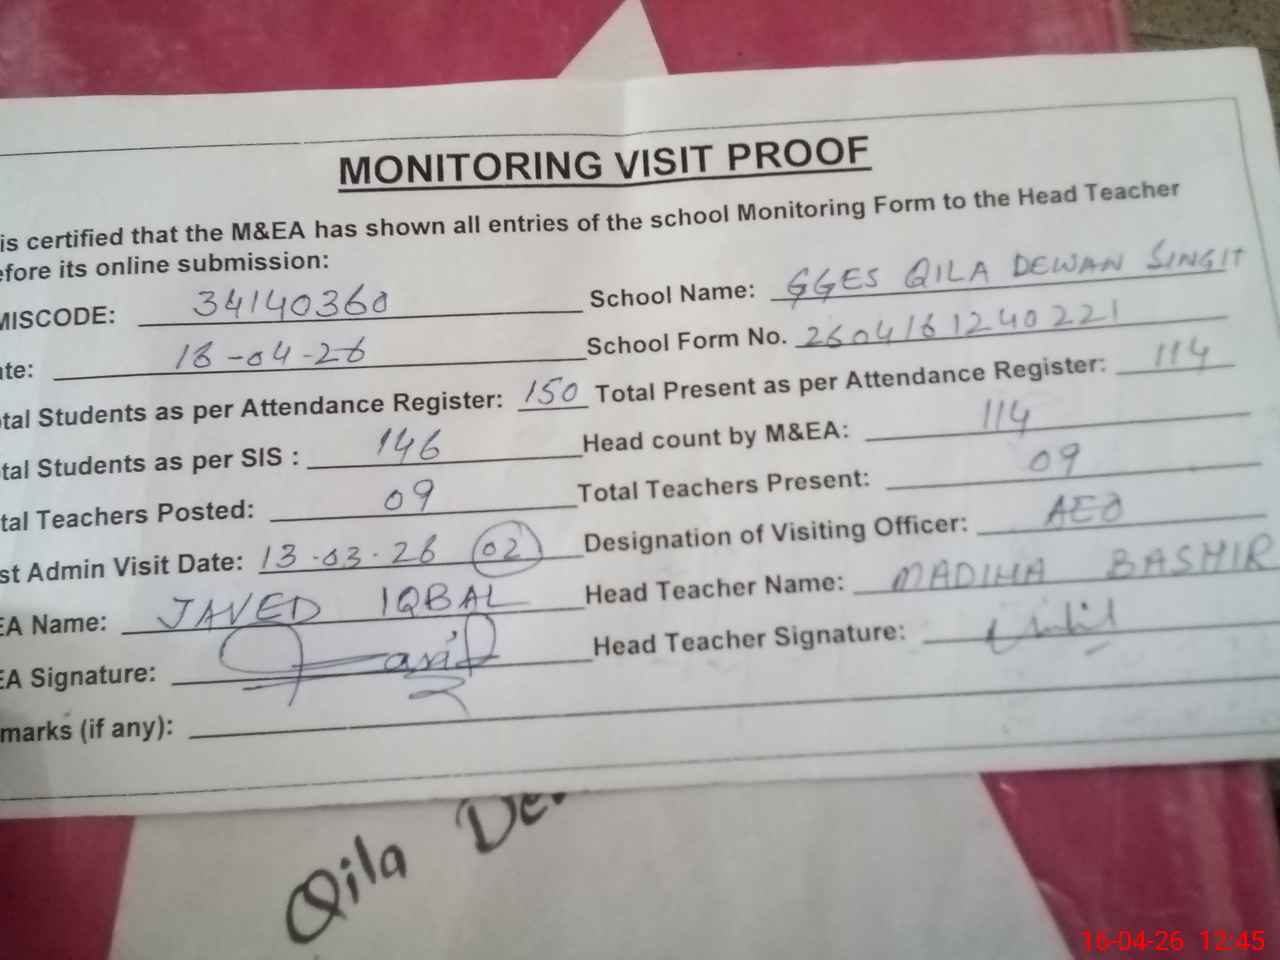 MONITORING VISIT PROOF
is certified that the M&EA has shown all entries of the school Monitoring Form to the Head Teacher
efore its online submission:
MISCODE: 34140360 School Name: GGES QILA DEWAN SINGH
ate: 16-04-26 School Form No. 2604161240221
otal Students as per Attendance Register: 150 Total Present as per Attendance Register: 114
otal Students as per SIS : 146 Head count by M&EA: 114
tal Teachers Posted: 09 Total Teachers Present: 09
st Admin Visit Date: 13-03-26 02 Designation of Visiting Officer: AEO
EA Name: JAVED IQBAL Head Teacher Name: MADIHA BASHIR
EA Signature: Head Teacher Signature:
marks (if any):
Qila De
16-04-26 12:45